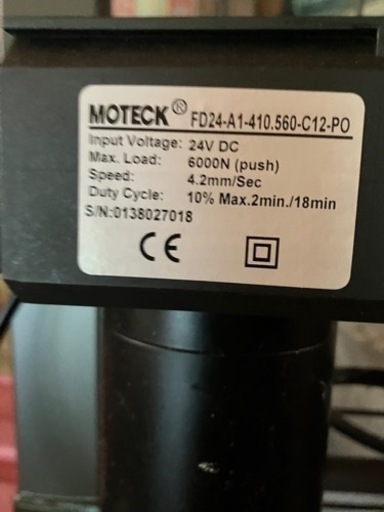 MOTECK® FD24-A1-410.560-C12-PO
Input Voltage: 24V DC
Max. Load: 6000N (push)
Speed: 4.2mm/Sec
Duty Cycle: 10% Max.2min./18min
S/N:0138027018
CE